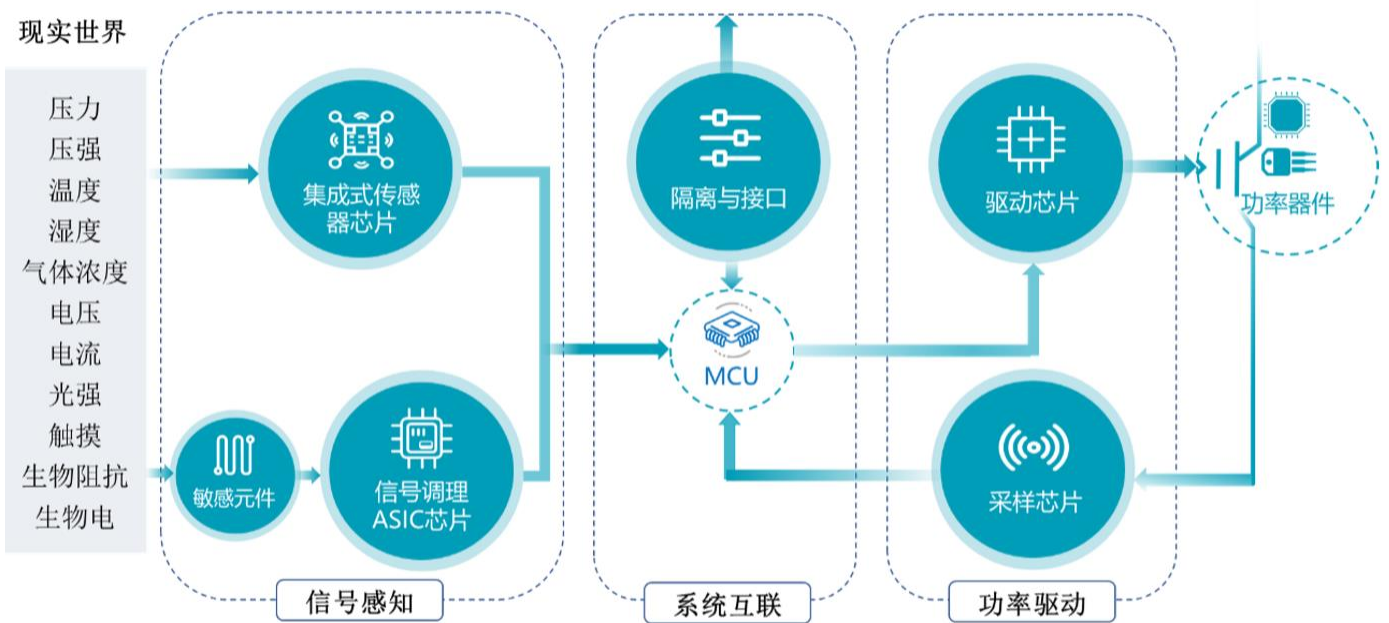 现实世界
压力
压强
温度
湿度
气体浓度
电压
电流
光强
触摸
生物阻抗
生物电
集成式传感
器芯片
敏感元件
信号调理
ASIC芯片
信号感知
隔离与接口
MCU
系统互联
驱动芯片
采样芯片
功率驱动
功率器件